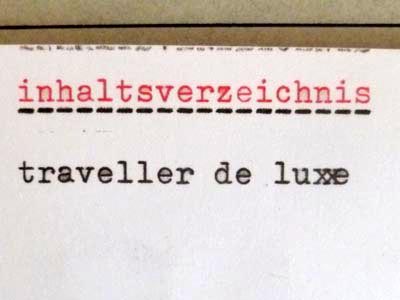 inhaltsverzeichnis
traveller de luxe